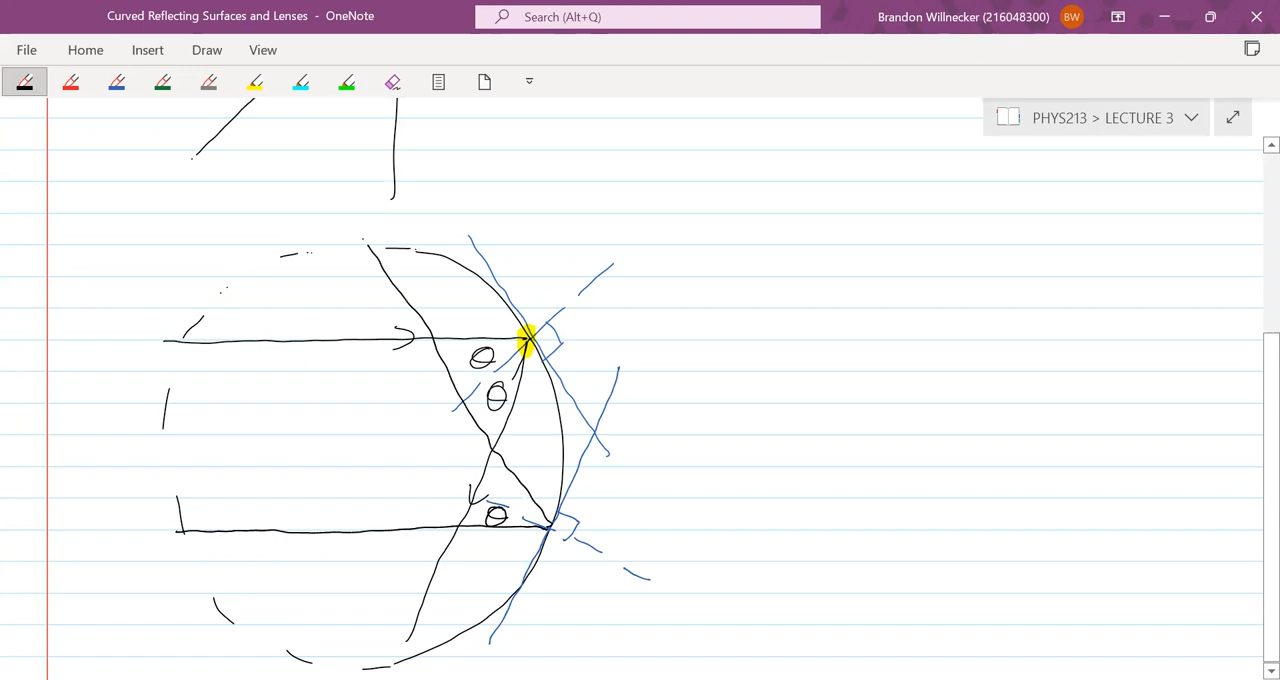 Curved Reflecting Surfaces and Lenses - OneNote
Search (Alt+Q)
Brandon Willnecker (216048300) BW
File Home Insert Draw View
PHYS213 > LECTURE 3
θ
θ
θ